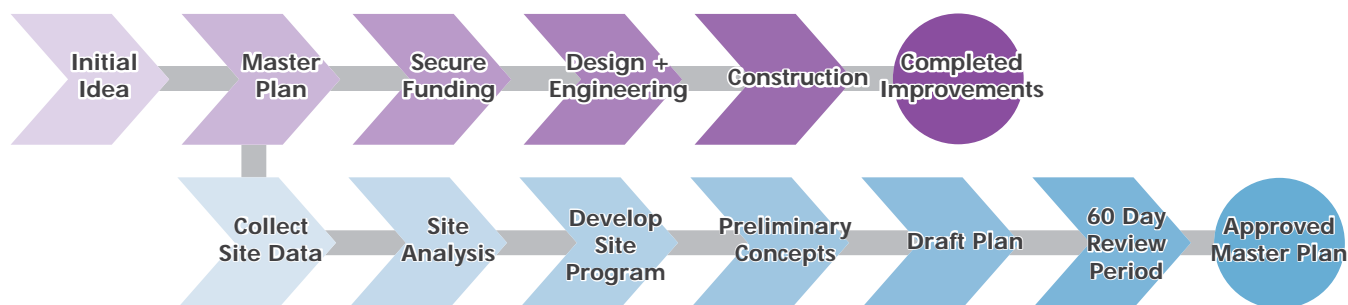 Initial
Idea
Master
Plan
Secure
Funding
Design +
Engineering
Construction
Completed
Improvements
Collect
Site Data
Site
Analysis
Develop
Site
Program
Preliminary
Concepts
Draft Plan
60 Day
Review
Period
Approved
Master Plan